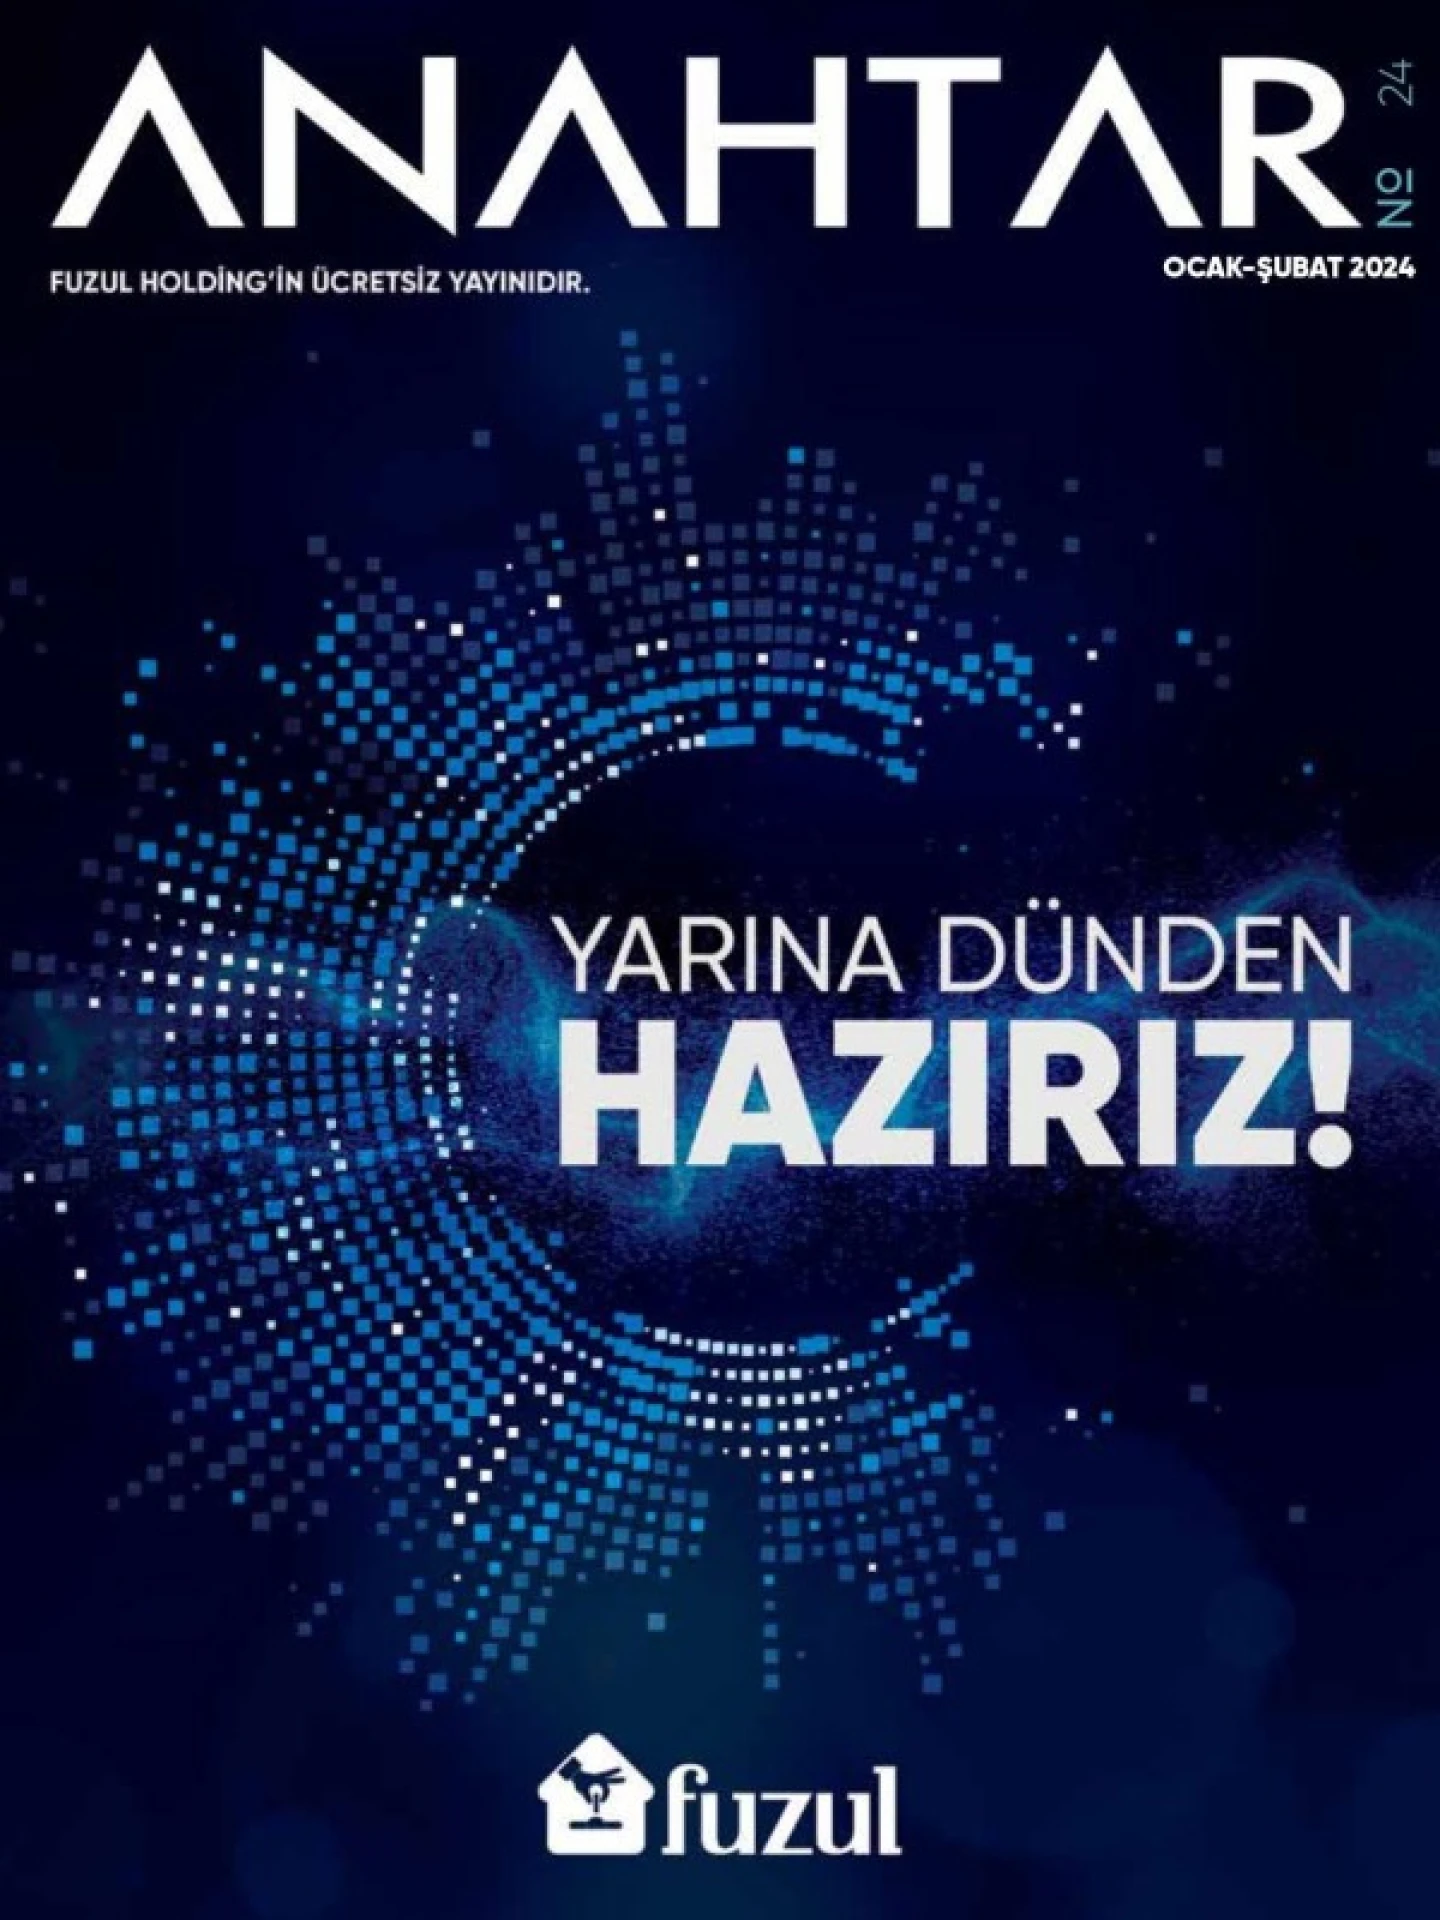 ANAHTAR
No 24
FUZUL HOLDİNG'İN ÜCRETSİZ YAYINIDIR.
OCAK-ŞUBAT 2024
YARINA DÜNDEN
HAZIRIZ!
fuzul